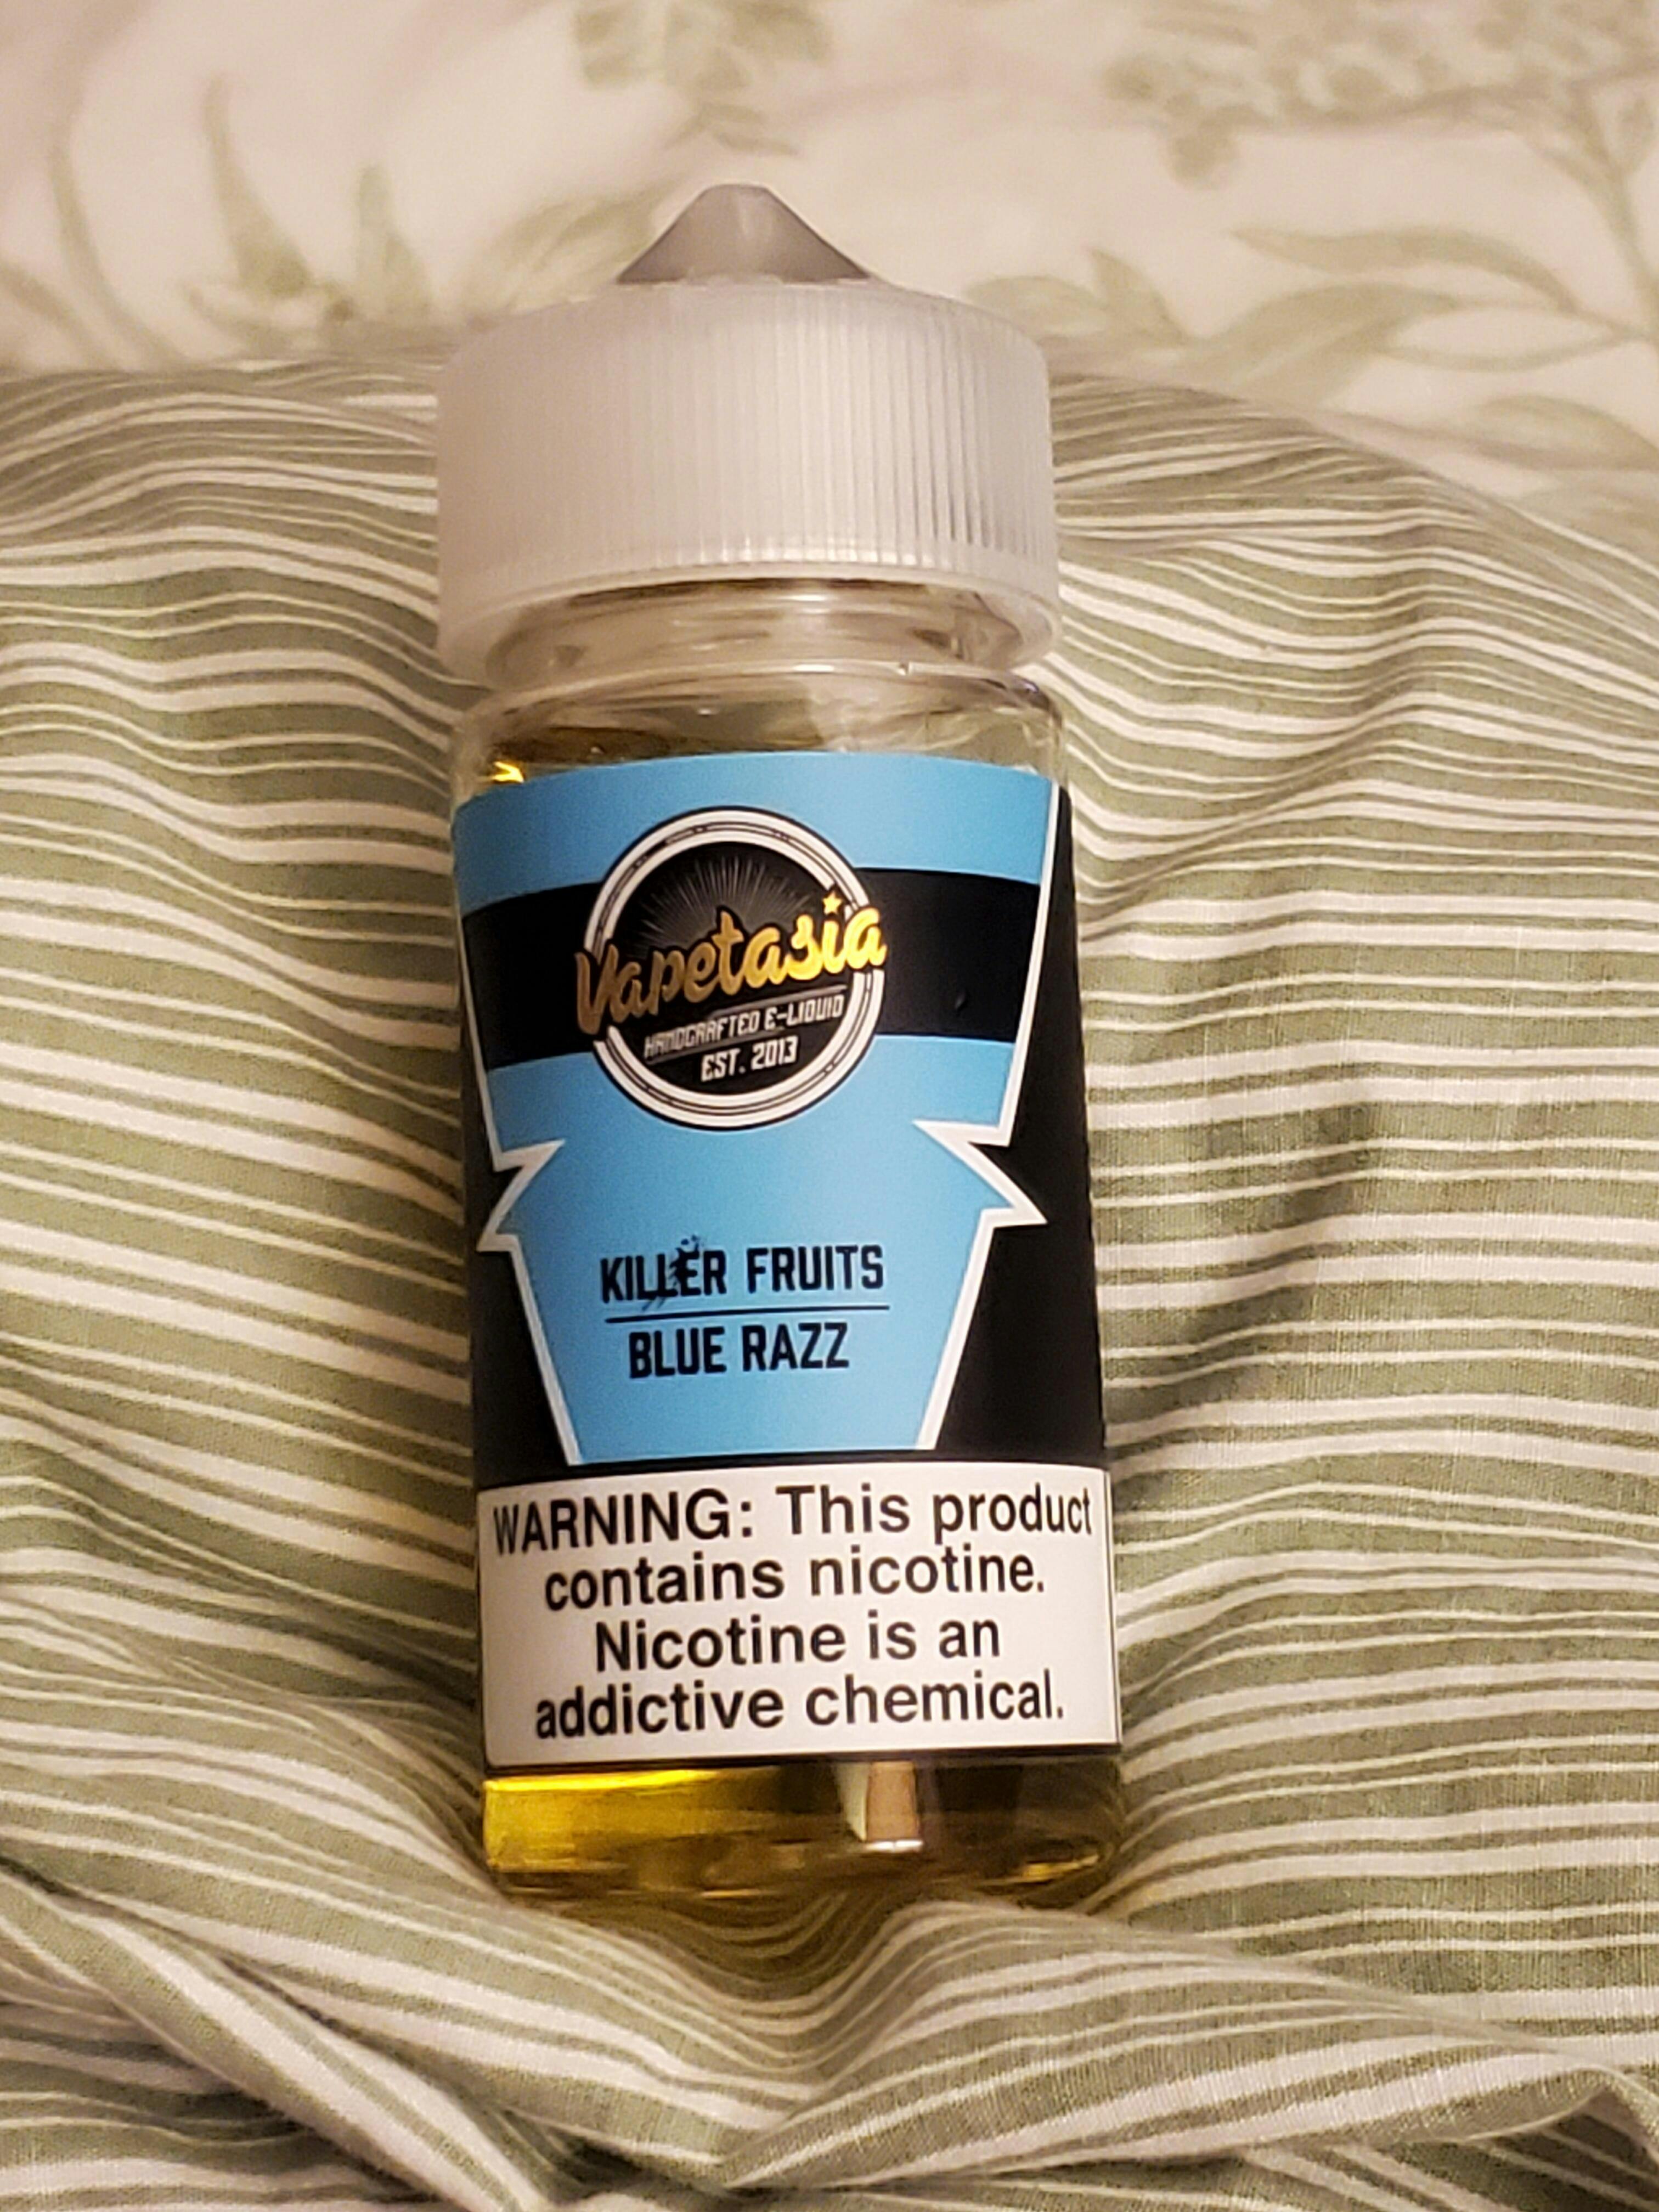 Vapetasia
HANDCRAFTED E-LIQUID
EST. 2013
KILLER FRUITS
BLUE RAZZ
WARNING: This product
contains nicotine.
Nicotine is an
addictive chemical.